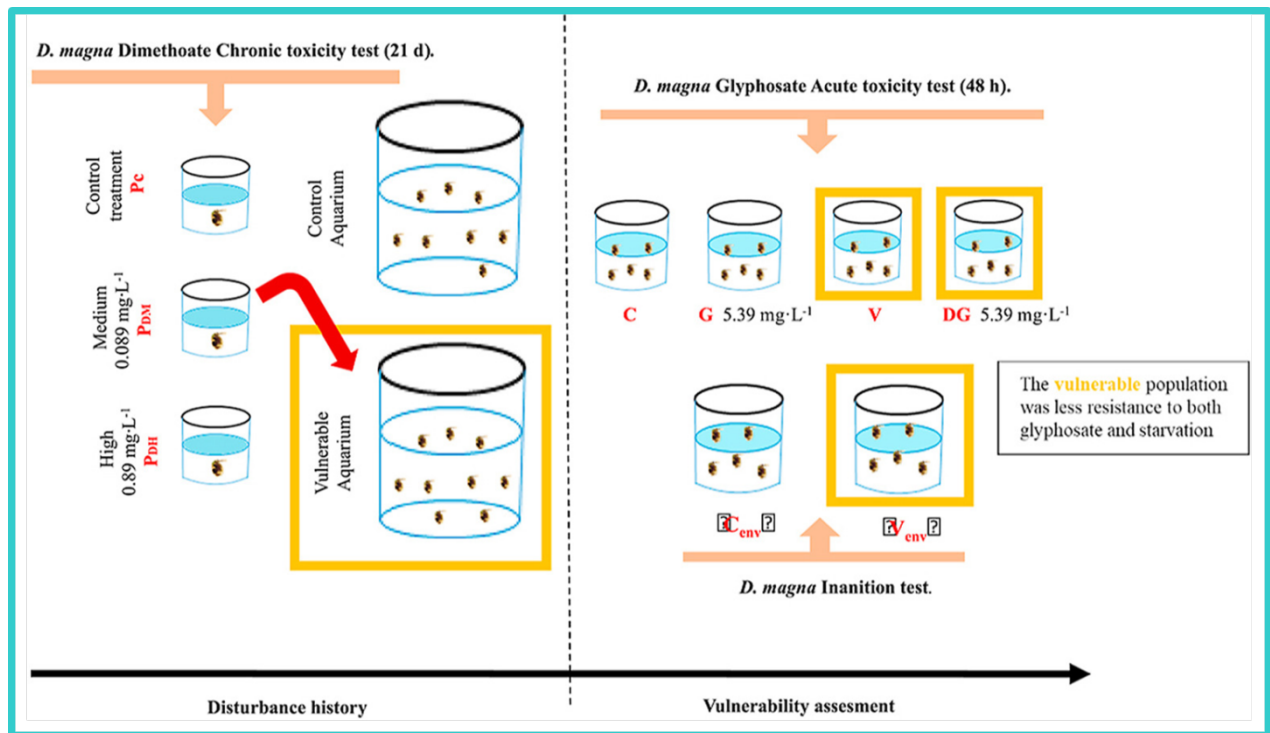 D. magna Dimethoate Chronic toxicity test (21 d).
Control
treatment
Pc
Medium
0.089 mg·L-1
PDM
High
0.89 mg·L-1
PDH
Control
Aquarium
Vulnerable
Aquarium
D. magna Glyphosate Acute toxicity test (48 h).
C
G 5.39 mg·L-1
V
DG 5.39 mg·L-1
The vulnerable population
was less resistance to both
glyphosate and starvation
Cenv
Venv
D. magna Inanition test.
Disturbance history
Vulnerability assesment